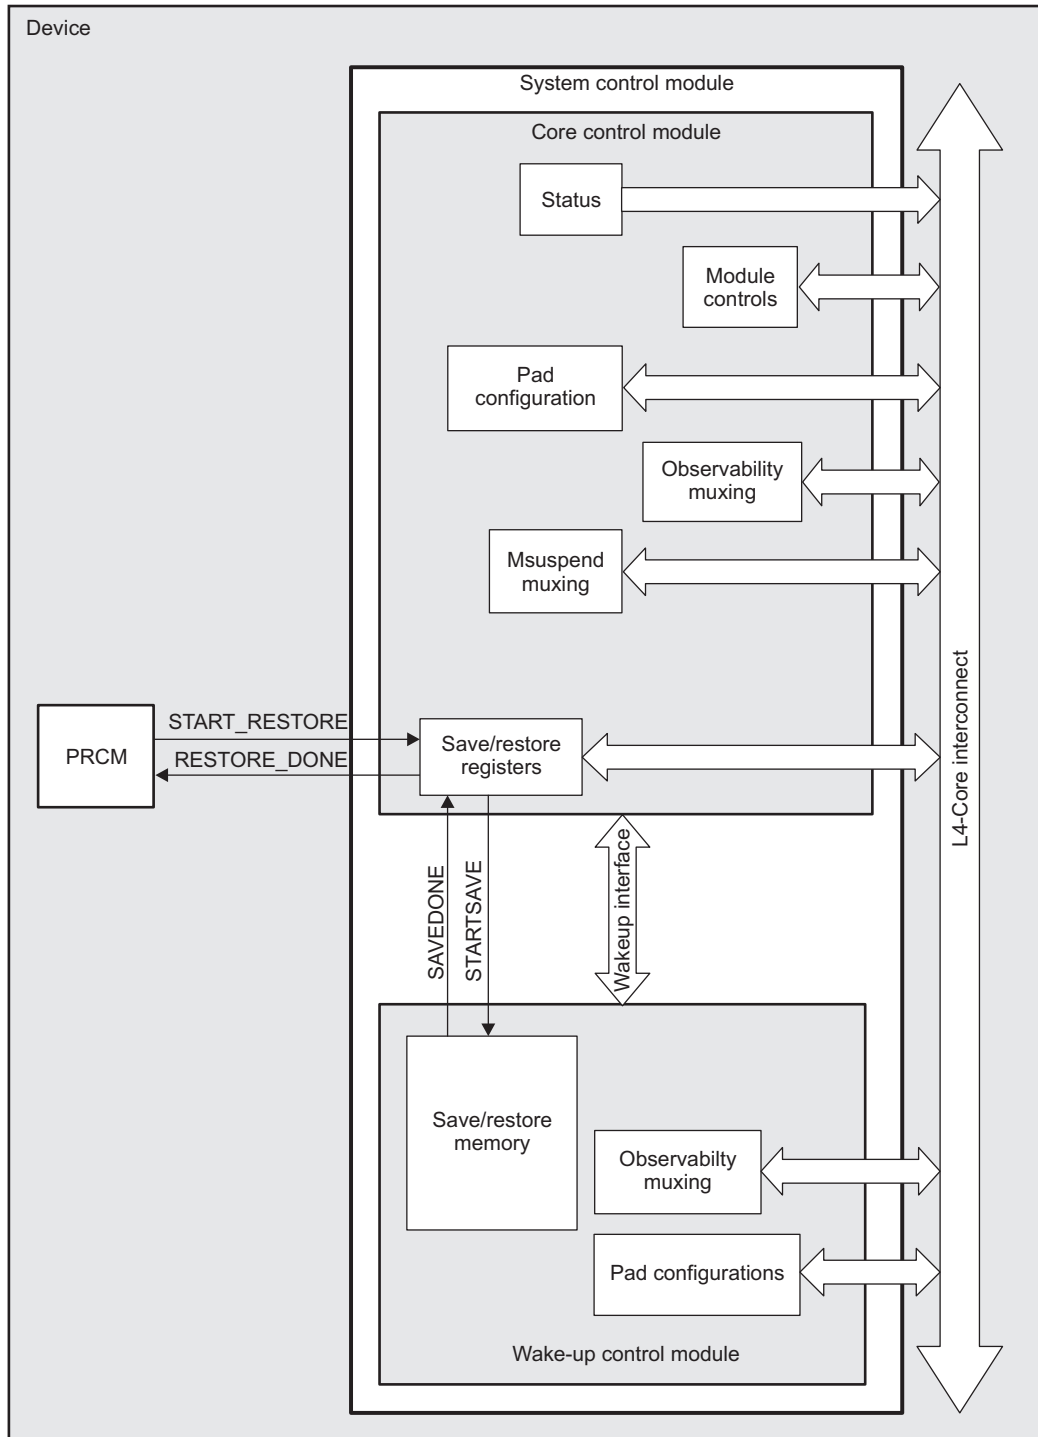 Device
System control module
Core control module
Status
Module
controls
Pad
configuration
Observability
muxing
Msuspend
muxing
START_RESTORE
PRCM
RESTORE_DONE
Save/restore
registers
L4-Core interconnect
SAVEDONE
STARTSAVE
Wakeup interface
Save/restore
memory
Observabilty
muxing
Pad configurations
Wake-up control module